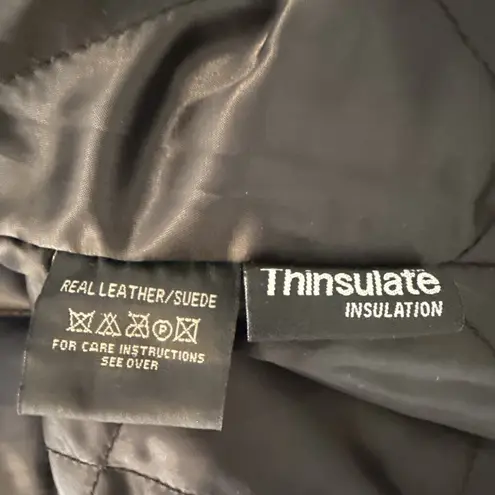 REAL LEATHER/SUEDE
P
FOR CARE INSTRUCTIONS
SEE OVER
Thinsulate
INSULATION